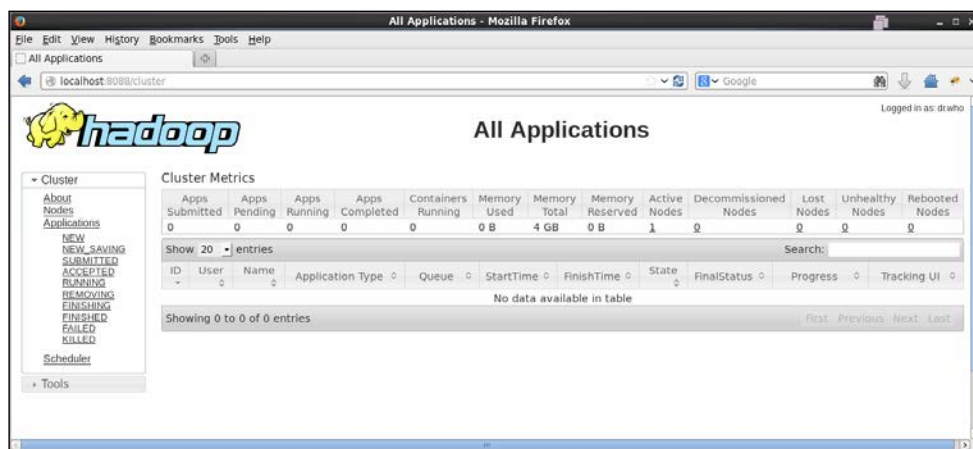 All Applications - Mozilla Firefox
File Edit View History Bookmarks Tools Help
All Applications
localhost:8088/cluster
Google
Logged in as: dr.who
hadoop
All Applications
Cluster
About
Nodes
Applications
NEW
NEW_SAVING
SUBMITTED
ACCEPTED
RUNNING
REMOVING
FINISHING
FINISHED
FAILED
KILLED
Scheduler
Tools
Cluster Metrics
Apps Submitted Apps Pending Apps Running Apps Completed Containers Running Memory Used Memory Total Memory Reserved Active Nodes Decommissioned Nodes Lost Nodes Unhealthy Nodes Rebooted Nodes
0 0 0 0 0 0 B 4 GB 0 B 1 0 0 0 0
Show 20 entries Search:
ID User Name Application Type Queue StartTime FinishTime State FinalStatus Progress Tracking UI
No data available in table
Showing 0 to 0 of 0 entries First Previous Next Last